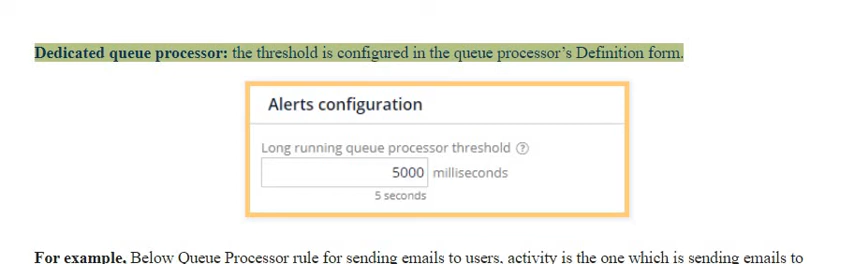 Dedicated queue processor: the threshold is configured in the queue processor's Definition form.
Alerts configuration
Long running queue processor threshold ?
5000 milliseconds
5 seconds
For example, Below Queue Processor rule for sending emails to users, activity is the one which is sending emails to